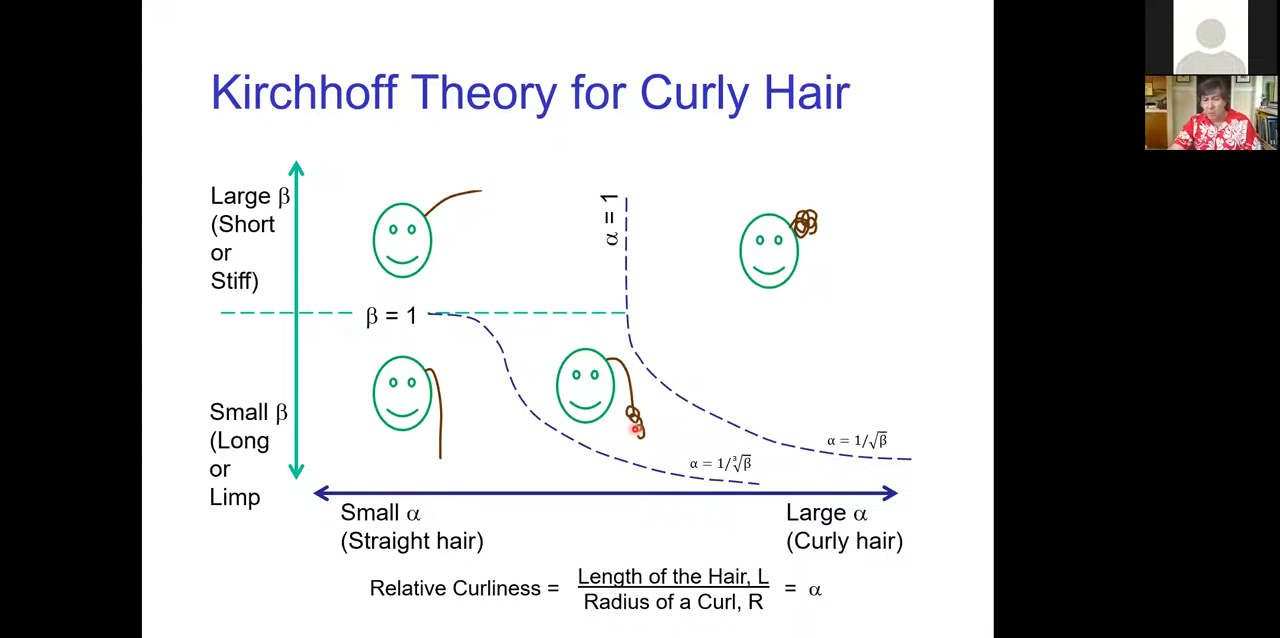 Kirchhoff Theory for Curly Hair
Large β
(Short
or
Stiff)
α = 1
β = 1
Small β
(Long
or
Limp
α = 1/√β
α = 1/∛β
Small α
(Straight hair)
Large α
(Curly hair)
Relative Curliness = Length of the Hair, L
Radius of a Curl, R
= α